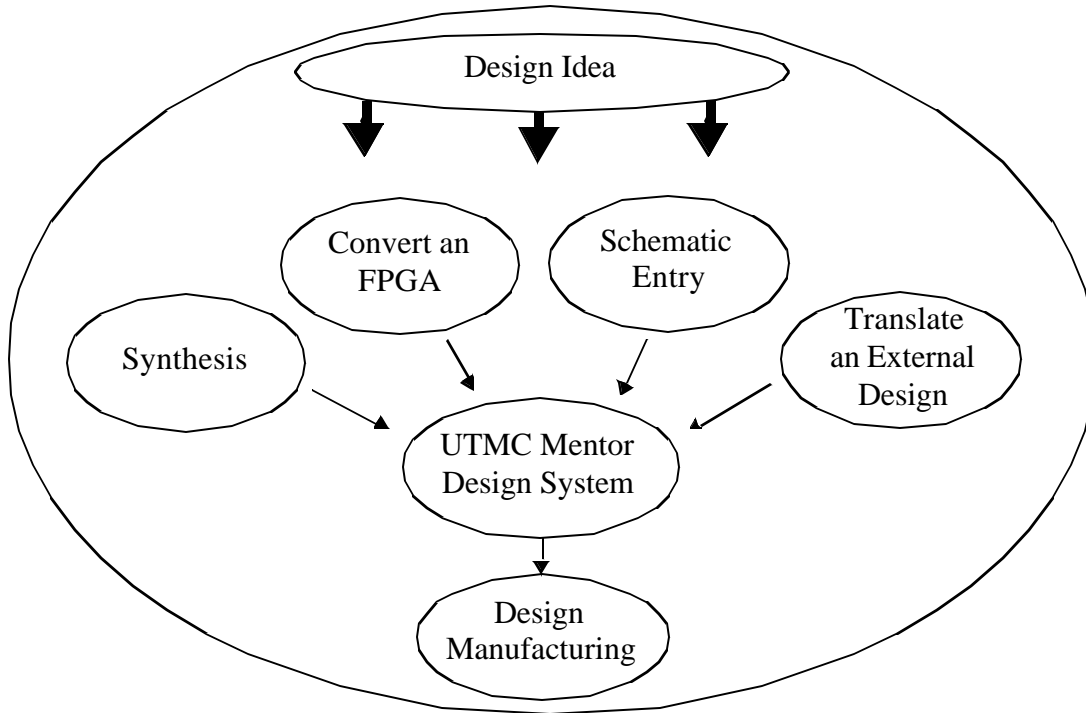 Design Idea
Convert an
FPGA
Schematic
Entry
Synthesis
Translate
an External
Design
UTMC Mentor
Design System
Design
Manufacturing